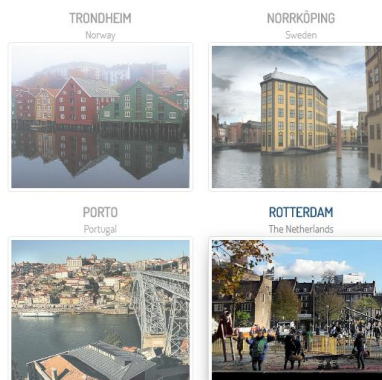 TRONDHEIM
Norway
NORRKÖPING
Sweden
PORTO
Portugal
ROTTERDAM
The Netherlands